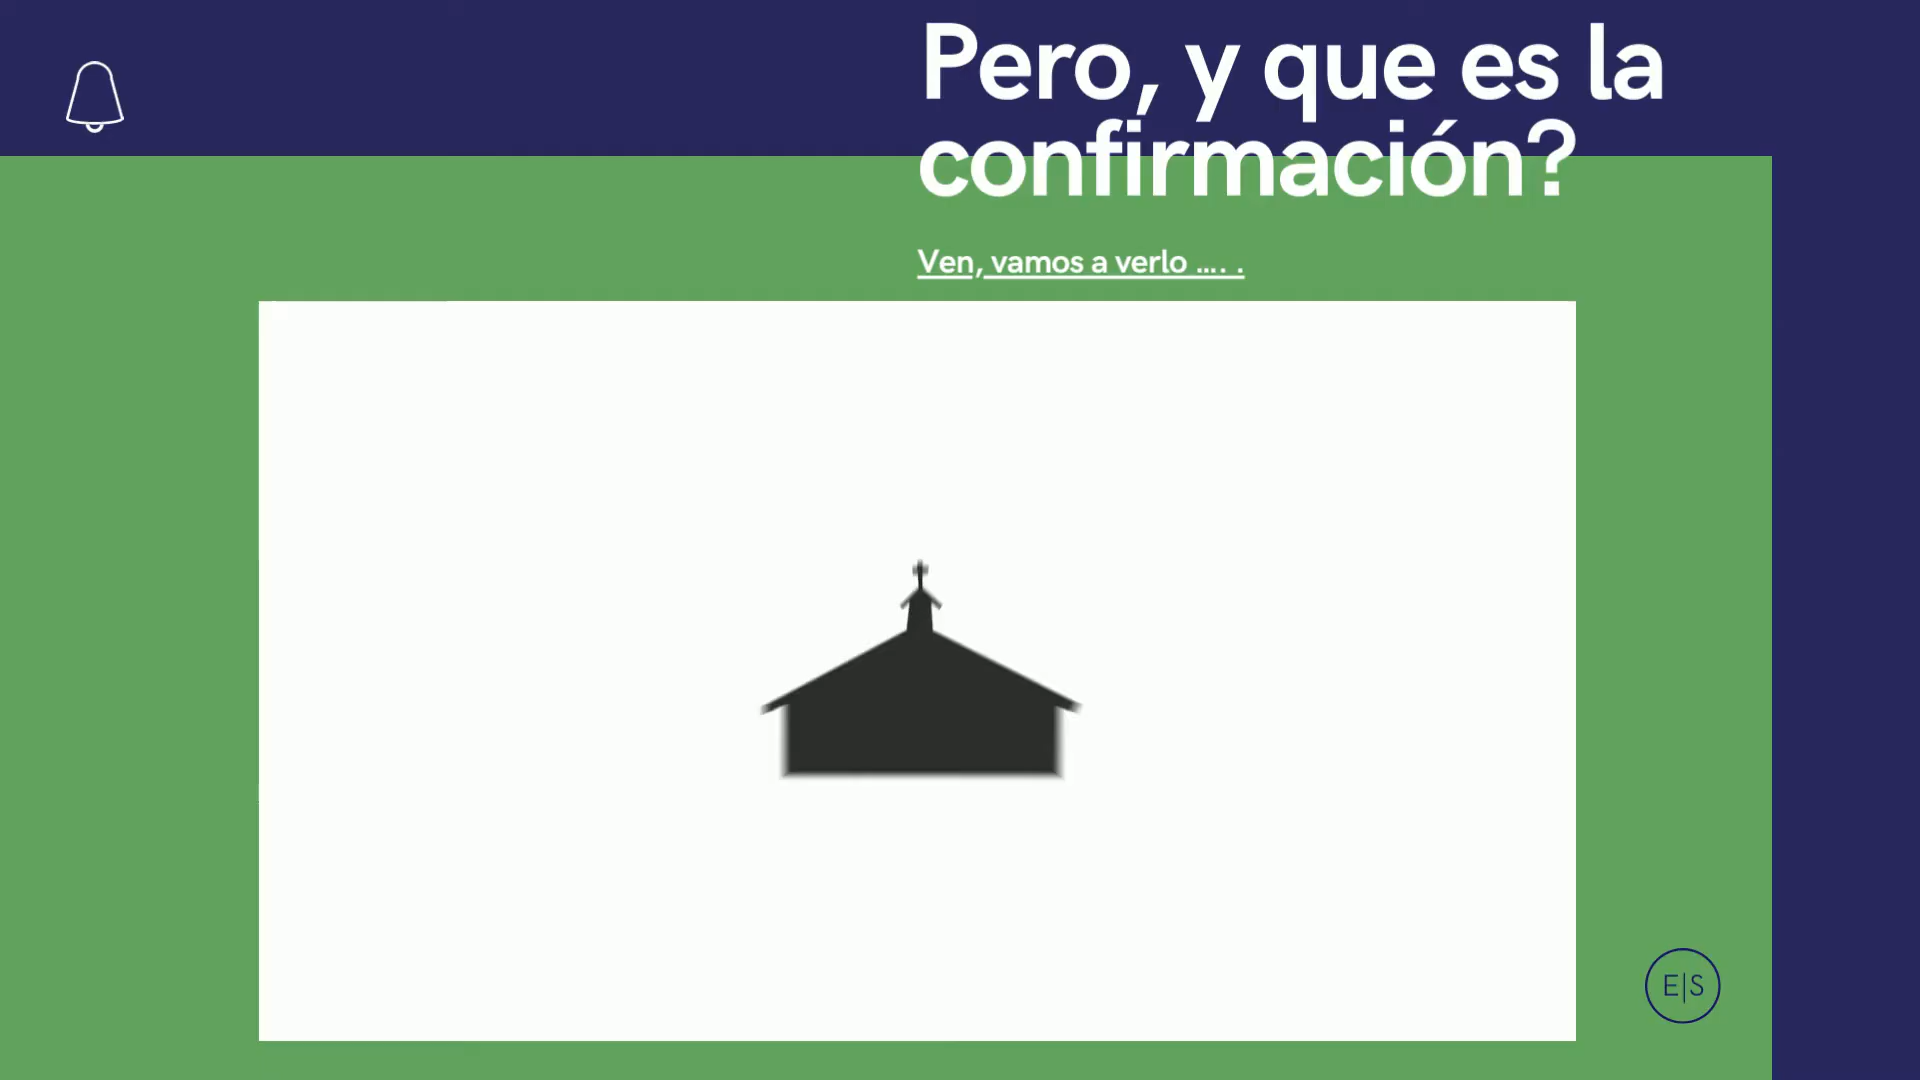 Pero, y que es la
confirmación?
Ven, vamos a verlo .... .
E|S